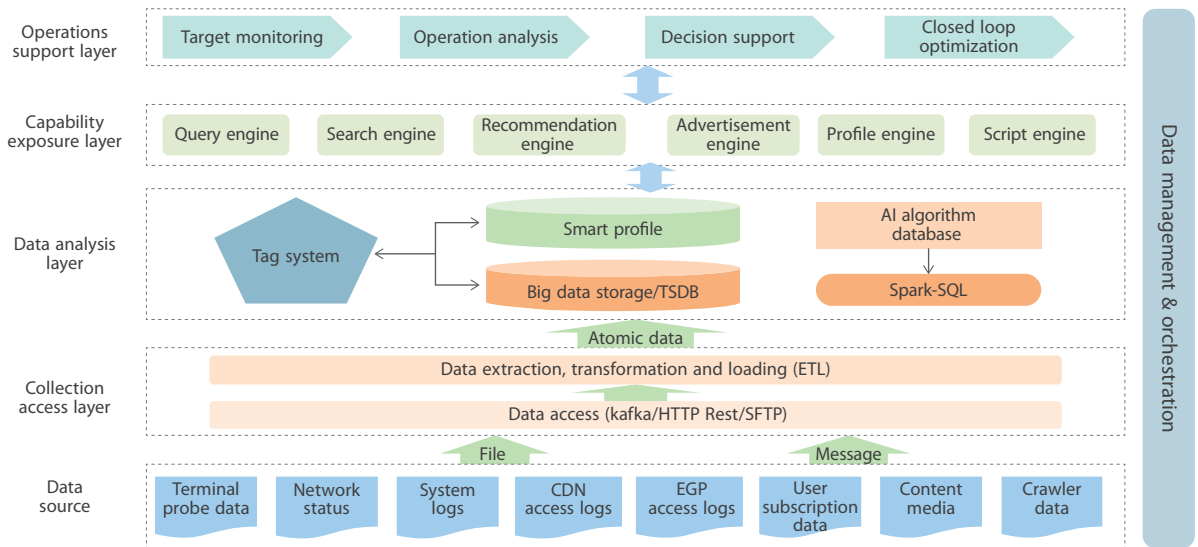 Operations
support layer
Target monitoring
Operation analysis
Decision support
Closed loop
optimization
Capability
exposure layer
Query engine
Search engine
Recommendation
engine
Advertisement
engine
Profile engine
Script engine
Data analysis
layer
Tag system
Smart profile
Big data storage/TSDB
AI algorithm
database
Spark-SQL
Atomic data
Collection
access layer
Data extraction, transformation and loading (ETL)
Data access (kafka/HTTP Rest/SFTP)
File
Message
Data
source
Terminal
probe data
Network
status
System
logs
CDN
access logs
EGP
access logs
User
subscription
data
Content
media
Crawler
data
Data management & orchestration